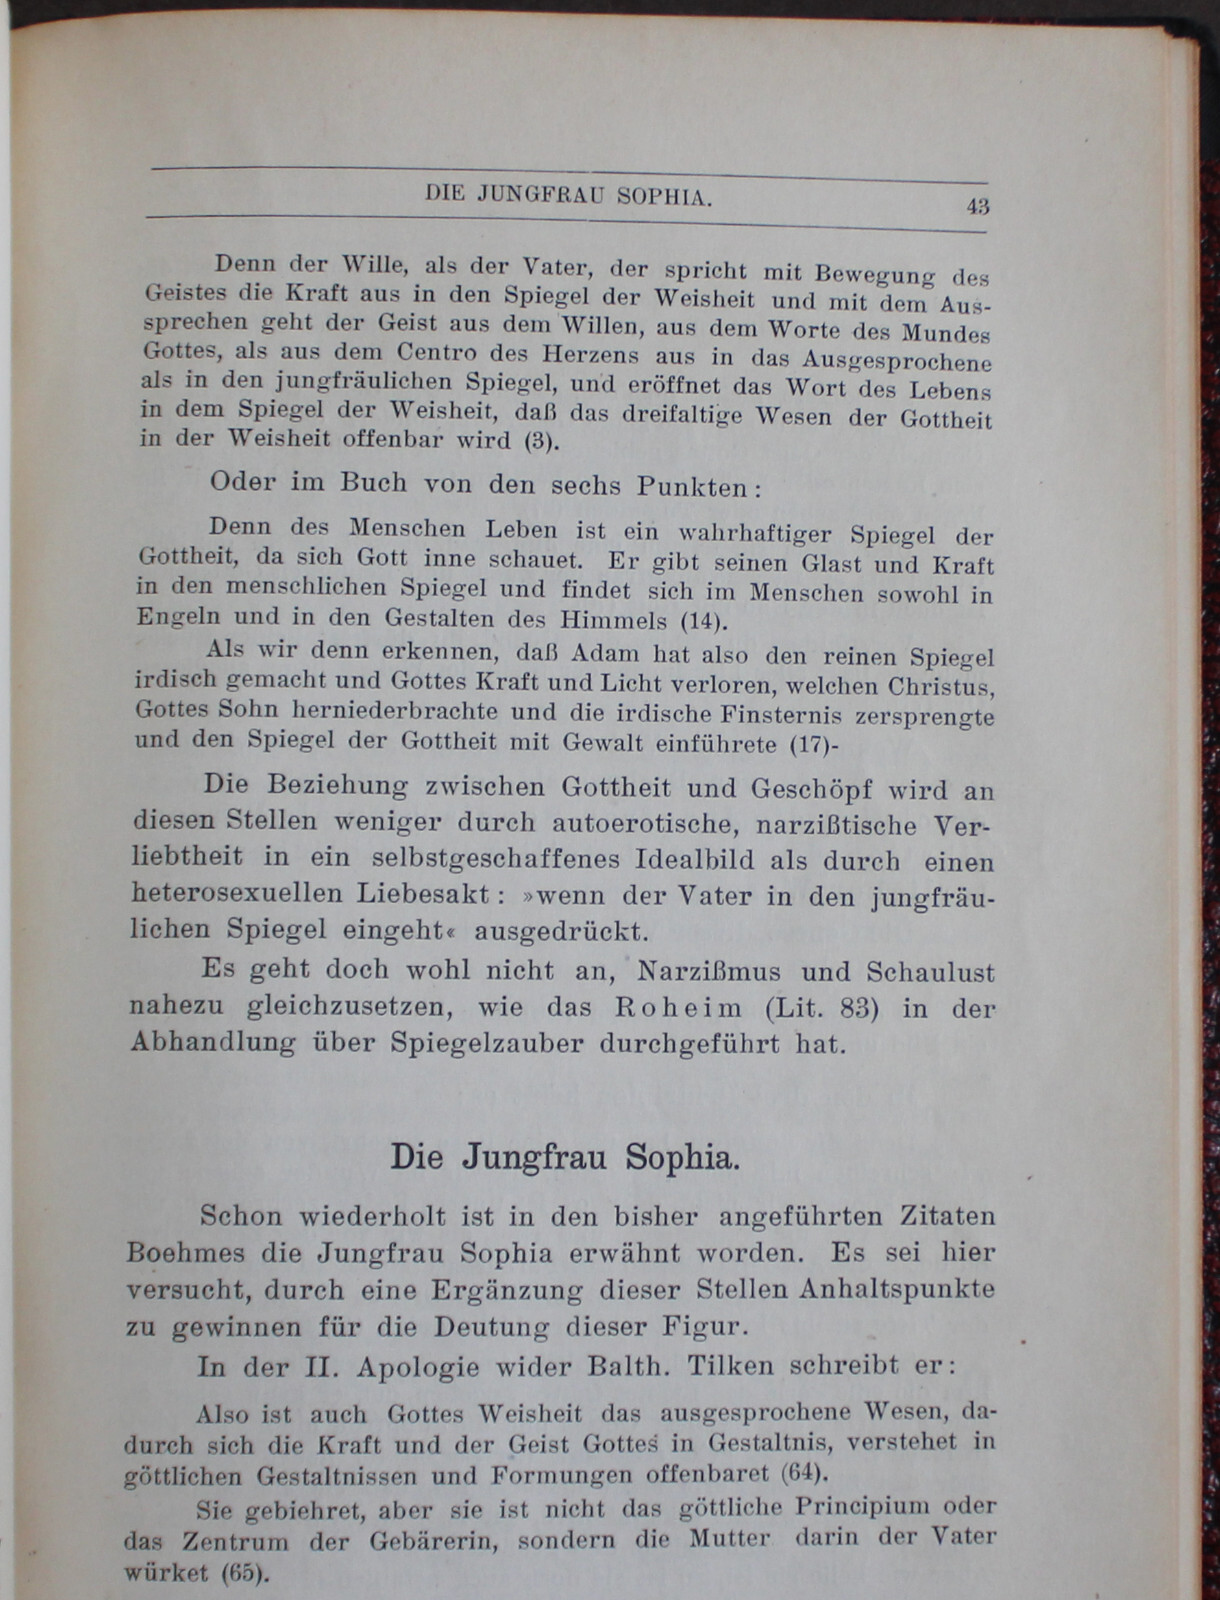 DIE JUNGFRAU SOPHIA.
43
Denn der Wille, als der Vater, der spricht mit Bewegung des
Geistes die Kraft aus in den Spiegel der Weisheit und mit dem Aus-
sprechen geht der Geist aus dem Willen, aus dem Worte des Mundes
Gottes, als aus dem Centro des Herzens aus in das Ausgesprochene
als in den jungfräulichen Spiegel, und eröffnet das Wort des Lebens
in dem Spiegel der Weisheit, daß das dreifaltige Wesen der Gottheit
in der Weisheit offenbar wird (3).
Oder im Buch von den sechs Punkten:
Denn des Menschen Leben ist ein wahrhaftiger Spiegel der
Gottheit, da sich Gott inne schauet. Er gibt seinen Glast und Kraft
in den menschlichen Spiegel und findet sich im Menschen sowohl in
Engeln und in den Gestalten des Himmels (14).
Als wir denn erkennen, daß Adam hat also den reinen Spiegel
irdisch gemacht und Gottes Kraft und Licht verloren, welchen Christus,
Gottes Sohn herniederbrachte und die irdische Finsternis zersprengte
und den Spiegel der Gottheit mit Gewalt einführete (17)-
Die Beziehung zwischen Gottheit und Geschöpf wird an
diesen Stellen weniger durch autoerotische, narzißtische Ver-
liebtheit in ein selbstgeschaffenes Idealbild als durch einen
heterosexuellen Liebesakt: »wenn der Vater in den jungfräu-
lichen Spiegel eingeht« ausgedrückt.
Es geht doch wohl nicht an, Narzißmus und Schaulust
nahezu gleichzusetzen, wie das Roheim (Lit. 83) in der
Abhandlung über Spiegelzauber durchgeführt hat.
Die Jungfrau Sophia.
Schon wiederholt ist in den bisher angeführten Zitaten
Boehmes die Jungfrau Sophia erwähnt worden. Es sei hier
versucht, durch eine Ergänzung dieser Stellen Anhaltspunkte
zu gewinnen für die Deutung dieser Figur.
In der II. Apologie wider Balth. Tilken schreibt er:
Also ist auch Gottes Weisheit das ausgesprochene Wesen, da-
durch sich die Kraft und der Geist Gottes in Gestaltnis, verstehet in
göttlichen Gestaltnissen und Formungen offenbaret (64).
Sie gebiehret, aber sie ist nicht das göttliche Principium oder
das Zentrum der Gebärerin, sondern die Mutter darin der Vater
würket (65).